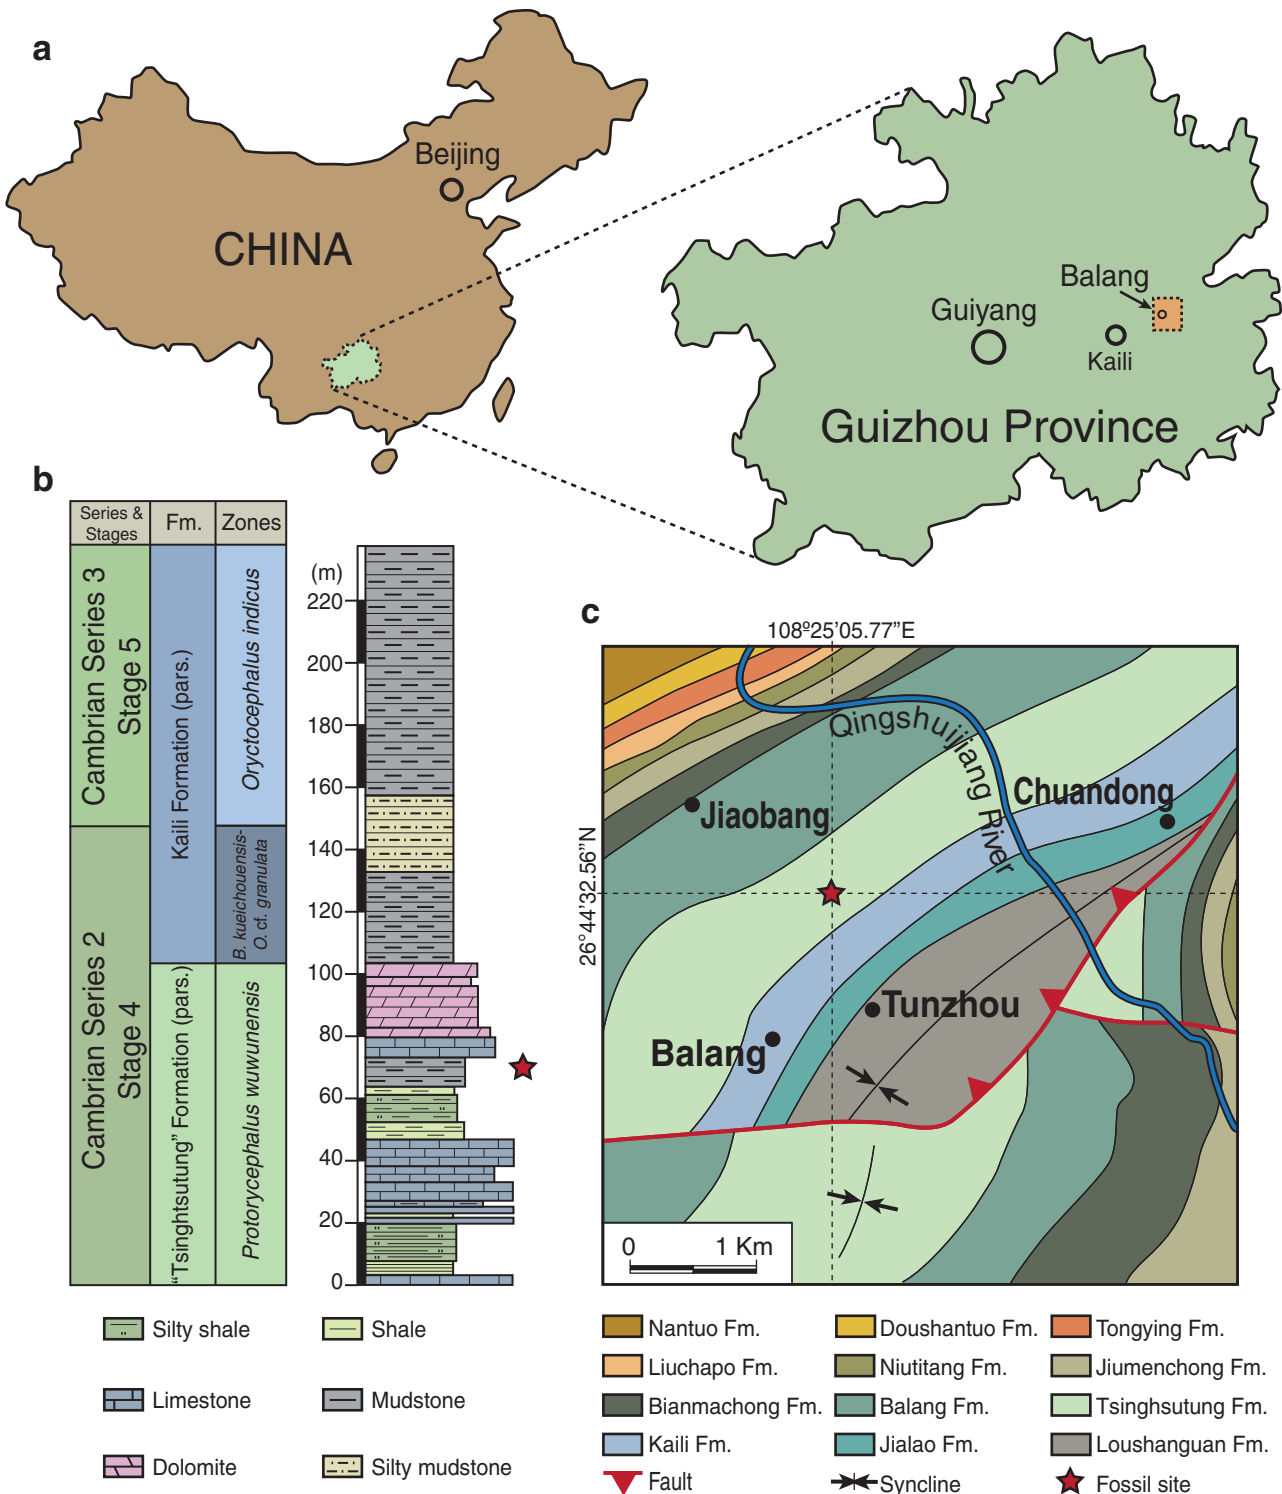 a
Beijing
CHINA
Balang
Guiyang
Kaili
Guizhou Province
b
Series &
Stages
Fm.
Zones
Cambrian Series 3
Stage 5
Cambrian Series 2
Stage 4
Kaili Formation (pars.)
“Tsinghtsutung” Formation (pars.)
Oryctocephalus indicus
B. kueichouensis-
O. cf. granulata
Protorycephalus wuwunensis
(m)
220
200
180
160
140
120
100
80
60
40
20
0
Silty shale
Shale
Limestone
Mudstone
Dolomite
Silty mudstone
c
108º25’05.77”E
26°44’32.56”N
Qingshuijiang River
Jiaobang
Chuandong
Tunzhou
Balang
0 1 Km
Nantuo Fm.
Doushantuo Fm.
Tongying Fm.
Liuchapo Fm.
Niutitang Fm.
Jiumenchong Fm.
Bianmachong Fm.
Balang Fm.
Tsinghsutung Fm.
Kaili Fm.
Jialao Fm.
Loushanguan Fm.
Fault
Syncline
Fossil site